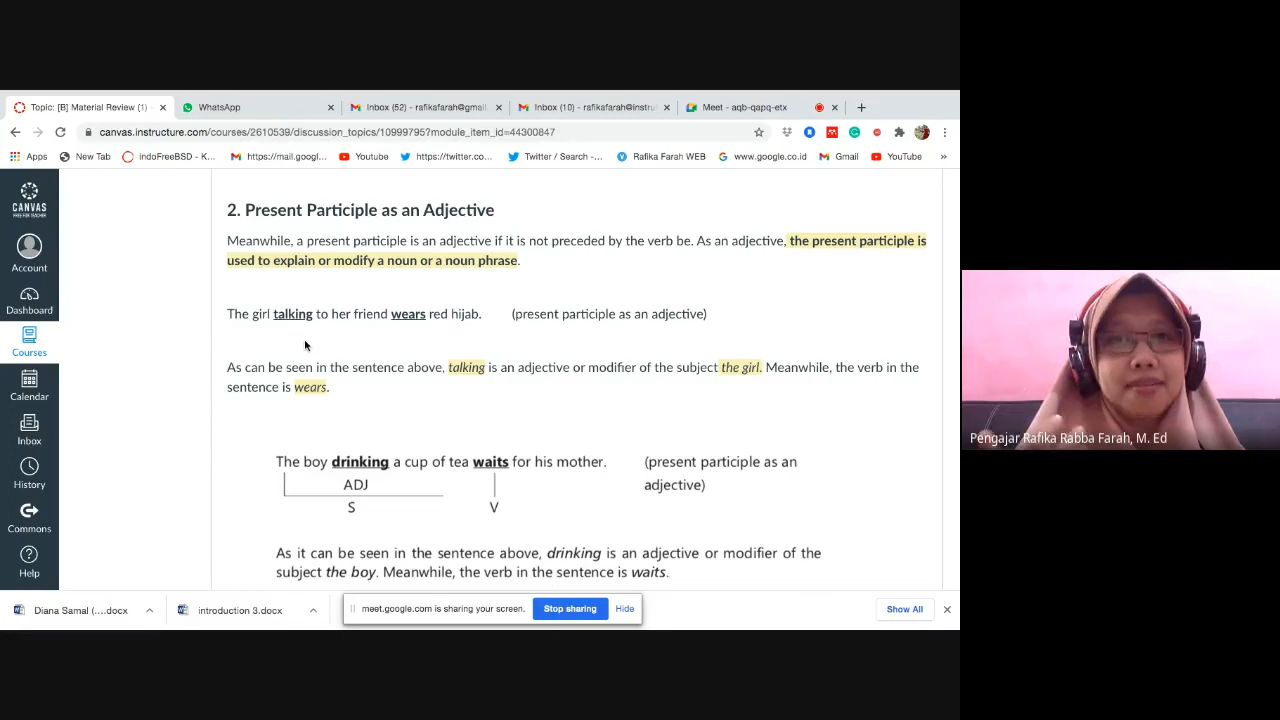 Topic: [B] Material Review (1)
WhatsApp
Inbox (52) - rafikafarah@gmail.
Inbox (10) - rafikafarah@instru
Meet - aqb-qapq-etx
canvas.instructure.com/courses/2610539/discussion_topics/10999795?module_item_id=44300847
Apps
New Tab
indoFreeBSD - K...
https://mail.googl...
Youtube
https://twitter.co...
Twitter / Search -...
Rafika Farah WEB
www.google.co.id
Gmail
YouTube
»
CANVAS
FREE FOR TEACHER
Account
Dashboard
Courses
Calendar
Inbox
History
Commons
Help
2. Present Participle as an Adjective
Meanwhile, a present participle is an adjective if it is not preceded by the verb be. As an adjective, the present participle is
used to explain or modify a noun or a noun phrase.
The girl talking to her friend wears red hijab. (present participle as an adjective)
As can be seen in the sentence above, talking is an adjective or modifier of the subject the girl. Meanwhile, the verb in the
sentence is wears.
The boy drinking a cup of tea waits for his mother. (present participle as an
adjective)
ADJ
S V
As it can be seen in the sentence above, drinking is an adjective or modifier of the
subject the boy. Meanwhile, the verb in the sentence is waits.
Diana Samal (....docx
introduction 3.docx
meet.google.com is sharing your screen.
Stop sharing
Hide
Show All
Pengajar Rafika Rabba Farah, M. Ed